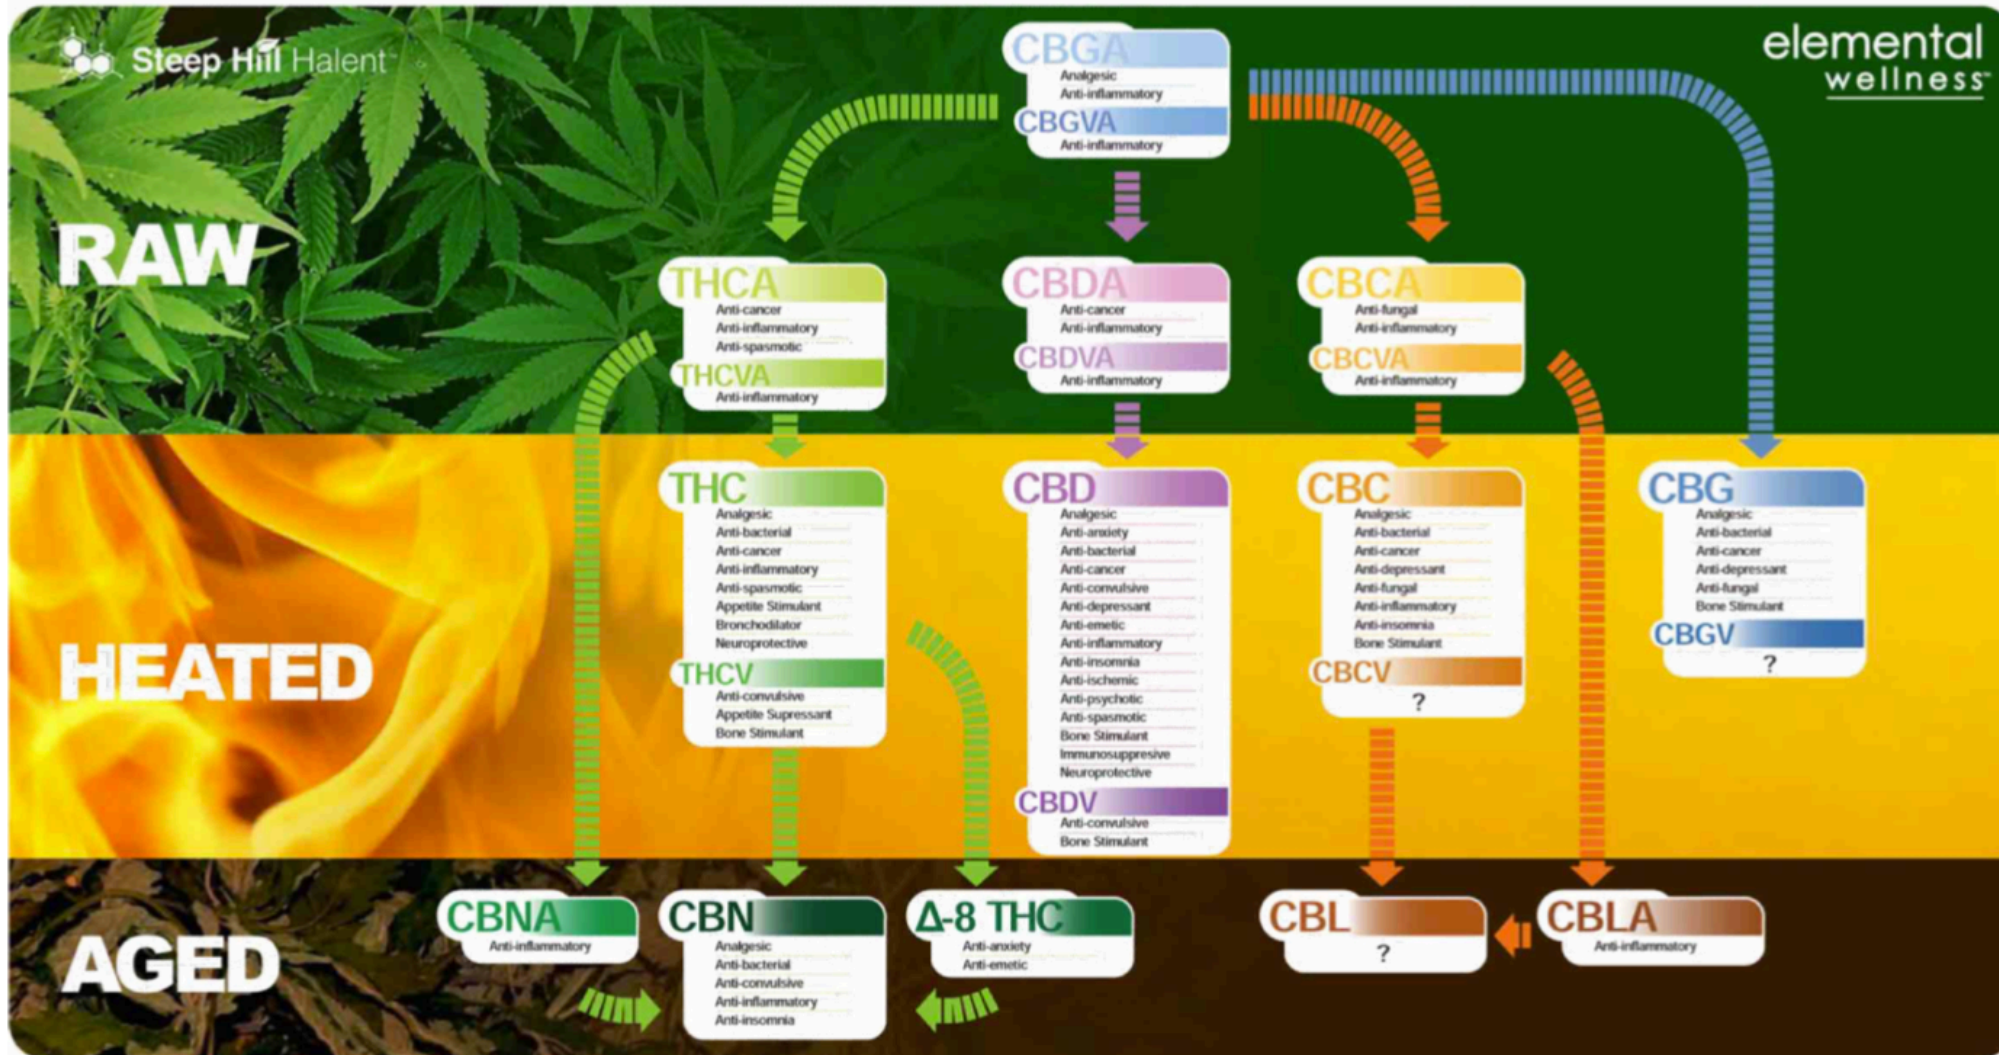 Steep Hill Halent
elemental
wellness
CBGA
Analgesic
Anti-inflammatory
CBGVA
Anti-inflammatory
RAW
THCA
Anti-cancer
Anti-inflammatory
Anti-spasmotic
THCVA
Anti-inflammatory
CBDA
Anti-cancer
Anti-inflammatory
CBDVA
Anti-inflammatory
CBCA
Anti-fungal
Anti-inflammatory
CBCVA
Anti-inflammatory
HEATED
THC
Analgesic
Anti-bacterial
Anti-cancer
Anti-inflammatory
Anti-spasmotic
Appetite Stimulant
Bronchodilator
Neuroprotective
THCV
Anti-convulsive
Appetite Supressant
Bone Stimulant
CBD
Analgesic
Anti-anxiety
Anti-bacterial
Anti-cancer
Anti-convulsive
Anti-depressant
Anti-emetic
Anti-inflammatory
Anti-insomnia
Anti-ischemic
Anti-psychotic
Anti-spasmotic
Bone Stimulant
Immunosuppresive
Neuroprotective
CBDV
Anti-convulsive
Bone Stimulant
CBC
Analgesic
Anti-bacterial
Anti-cancer
Anti-depressant
Anti-fungal
Anti-inflammatory
Anti-insomnia
Bone Stimulant
CBCV
?
CBG
Analgesic
Anti-bacterial
Anti-cancer
Anti-depressant
Anti-fungal
Bone Stimulant
CBGV
?
AGED
CBNA
Anti-inflammatory
CBN
Analgesic
Anti-bacterial
Anti-convulsive
Anti-inflammatory
Anti-insomnia
Δ-8 THC
Anti-anxiety
Anti-emetic
CBL
?
CBLA
Anti-inflammatory